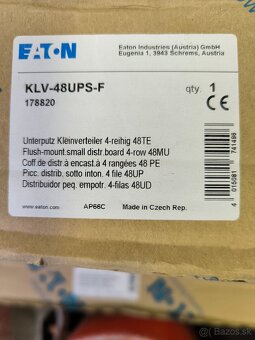 EATON
Eaton Industries (Austria) GmbH
Eugenia 1, 3943 Schrems, Austria
KLV-48UPS-F
178820
qty. 1
CE
Unterputz Kleinverteiler 4-reihig 48TE
Flush-mount.small distr.board 4-row 48MU
Coff de distr à encast.à 4 rangées 48 PE
Picc. distrib. sotto inton. 4 file 48UP
Distribuidor peq. empotr. 4-filas 48UD
4 015081 741486
www.eaton.com
AP66C
Made in Czech Rep.
bazos.sk